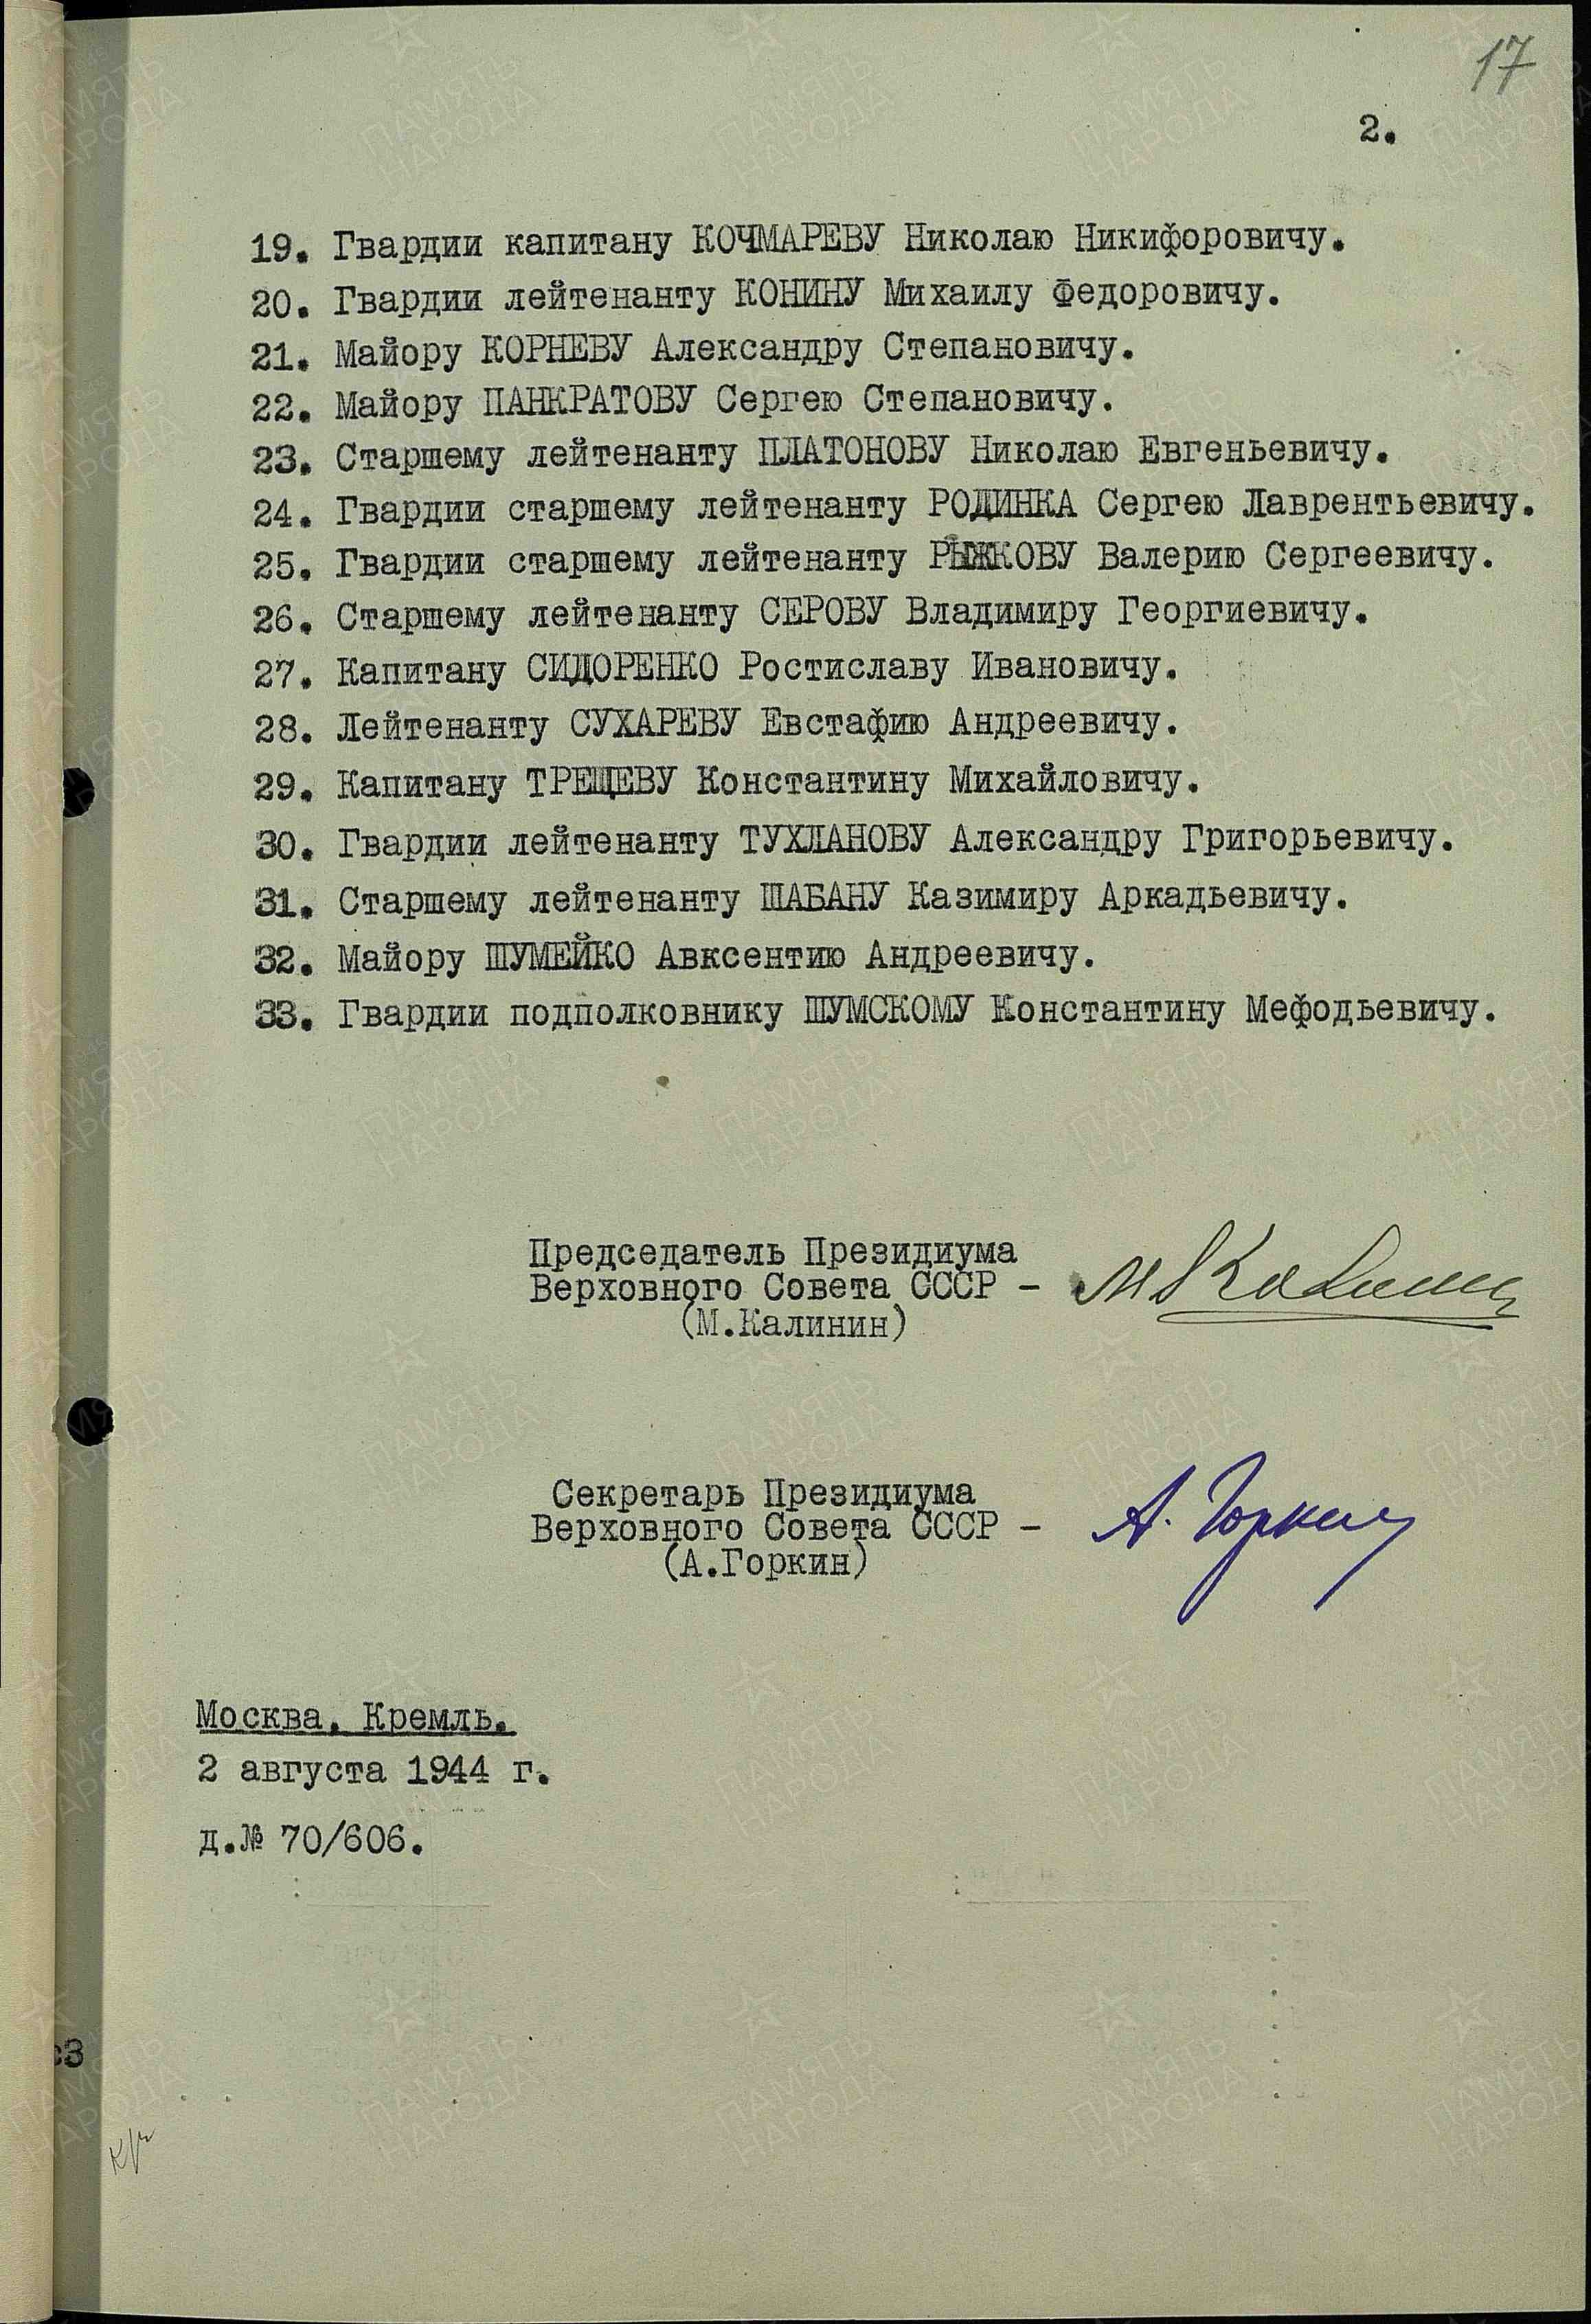 17
2.
19. Гвардии капитану КОЧМАРЕВУ Николаю Никифоровичу.
20. Гвардии лейтенанту КОНИНУ Михаилу Федоровичу.
21. Майору КОРНЕВУ Александру Степановичу.
22. Майору ПАНКРАТОВУ Сергею Степановичу.
23. Старшему лейтенанту ПЛАТОНОВУ Николаю Евгеньевичу.
24. Гвардии старшему лейтенанту РОДИНКА Сергею Лаврентьевичу.
25. Гвардии старшему лейтенанту РЫЖКОВУ Валерию Сергеевичу.
26. Старшему лейтенанту СЕРОВУ Владимиру Георгиевичу.
27. Капитану СИДОРЕНКО Ростиславу Ивановичу.
28. Лейтенанту СУХАРЕВУ Евстафию Андреевичу.
29. Капитану ТРЕЩЕВУ Константину Михайловичу.
30. Гвардии лейтенанту ТУХЛАНОВУ Александру Григорьевичу.
31. Старшему лейтенанту ШАБАНУ Казимиру Аркадьевичу.
32. Майору ШУМЕЙКО Авксентию Андреевичу.
33. Гвардии подполковнику ШУМСКОМУ Константину Мефодьевичу.
Председатель Президиума
Верховного Совета СССР - М Калинин
(М.Калинин)
Секретарь Президиума
Верховного Совета СССР - А. Горкин
(А.Горкин)
Москва, Кремль.
2 августа 1944 г.
д.№ 70/606.
ПАМЯТЬ НАРОДА